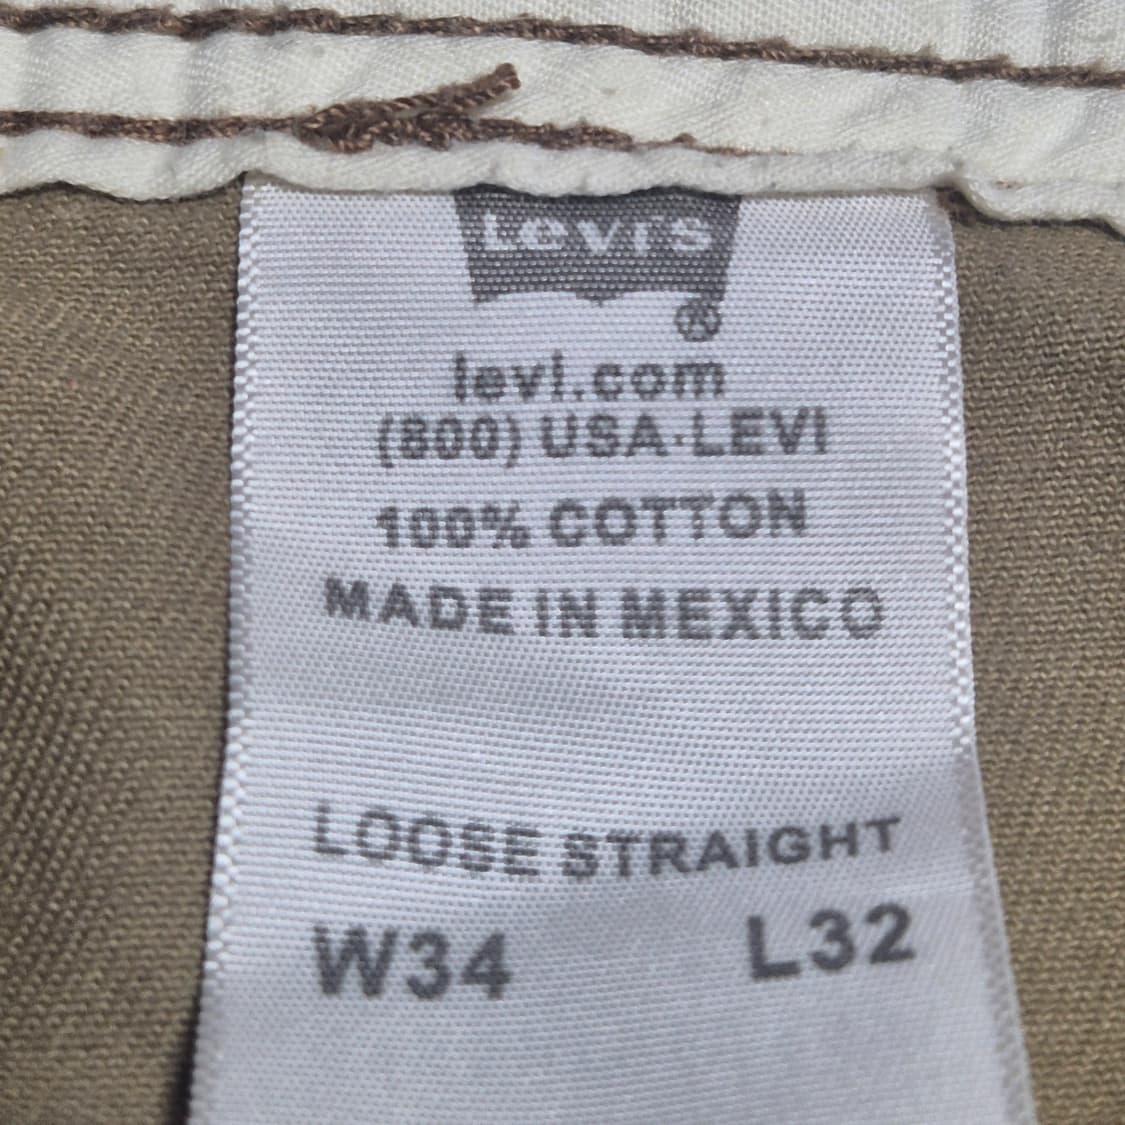 Levi's
®
levi.com
(800) USA-LEVI
100% COTTON
MADE IN MEXICO
LOOSE STRAIGHT
W34 L32